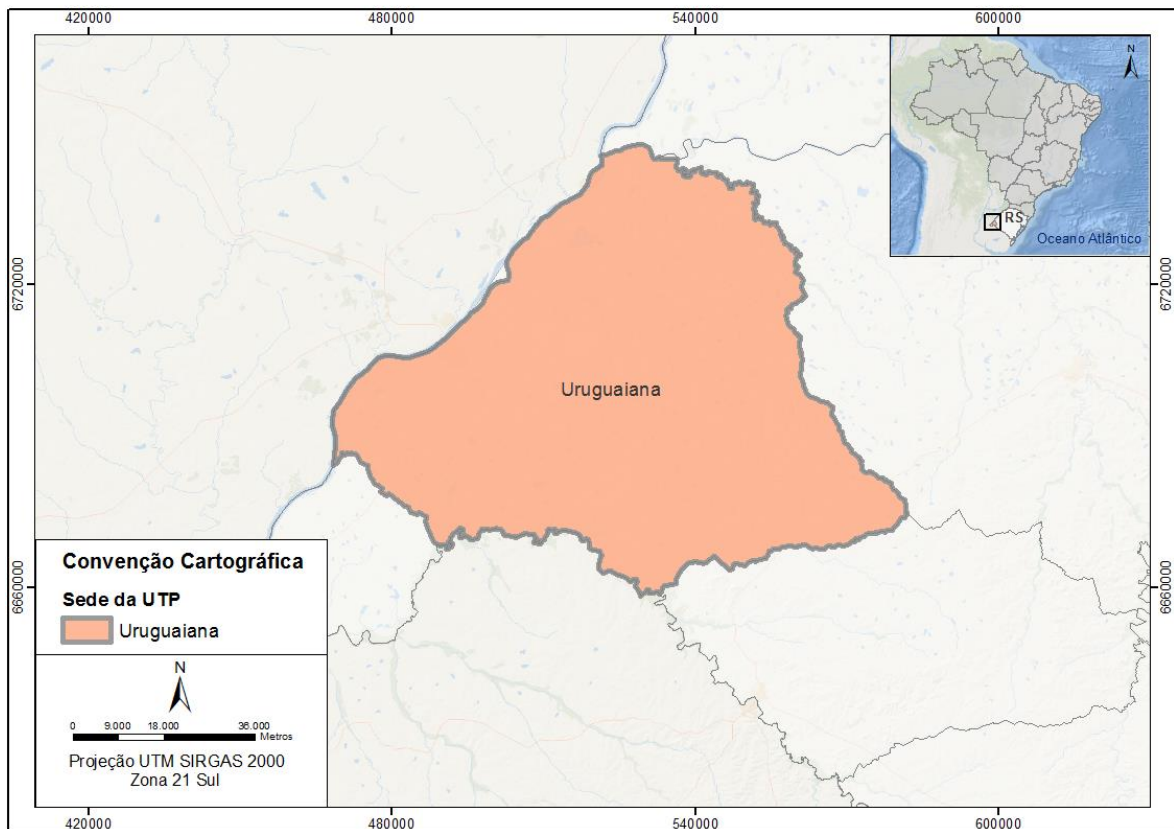 420000 480000 540000 600000
N
RS
Oceano Atlântico
6720000 6720000
Uruguaiana
6660000 6660000
Convenção Cartográfica
Sede da UTP
Uruguaiana
N
0 9.000 18.000 36.000
Metros
Projeção UTM SIRGAS 2000
Zona 21 Sul
420000 480000 540000 600000